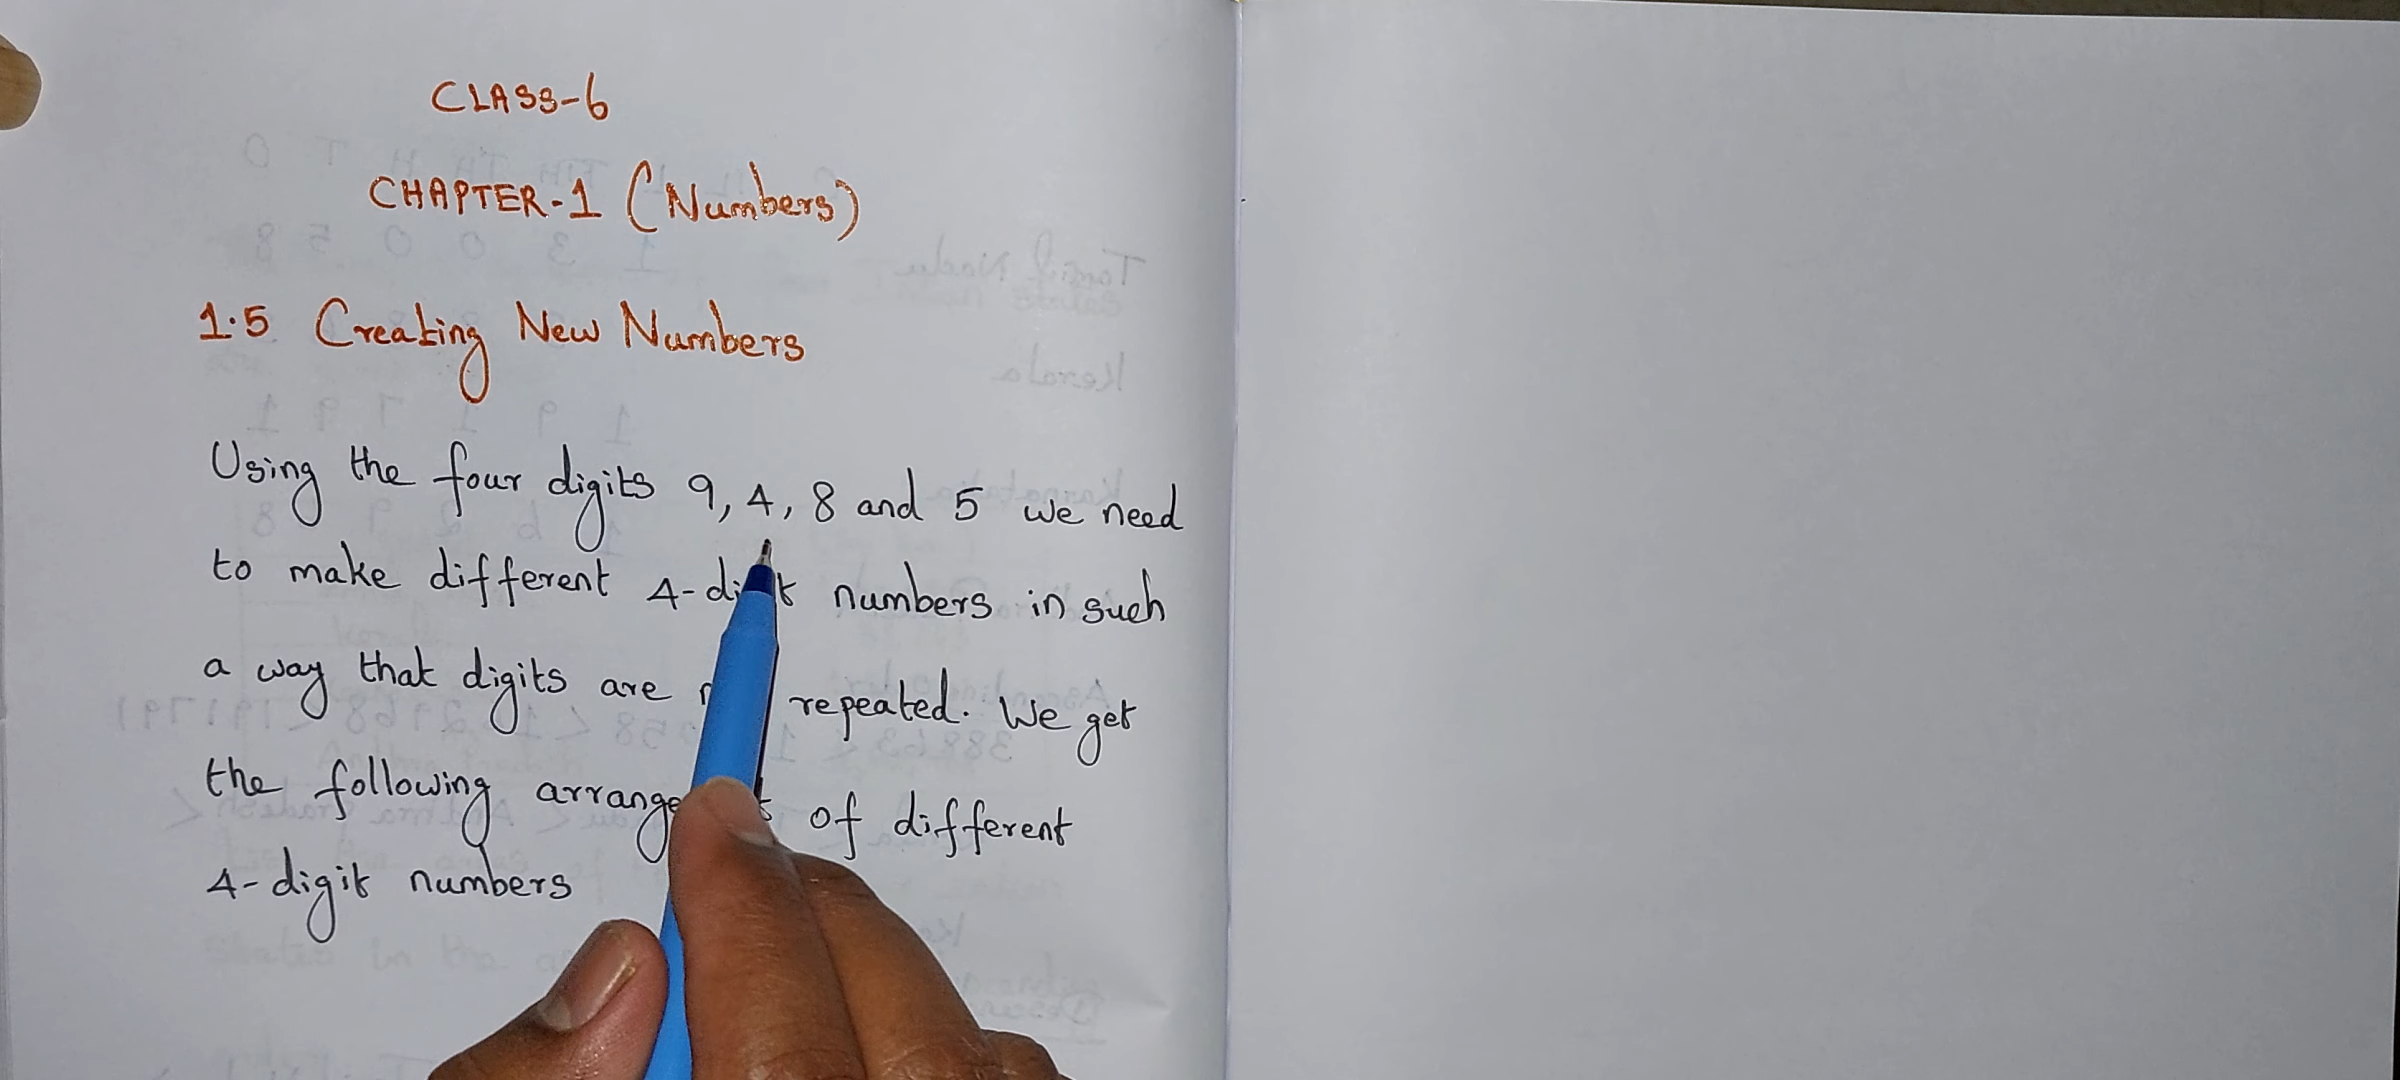 CLASS-6
CHAPTER-1 (Numbers)
1.5 Creating New Numbers
Using the four digits 9, 4, 8 and 5 we need
to make different 4-digit numbers in such
a way that digits are repeated. We get
the following of different
4-digit numbers